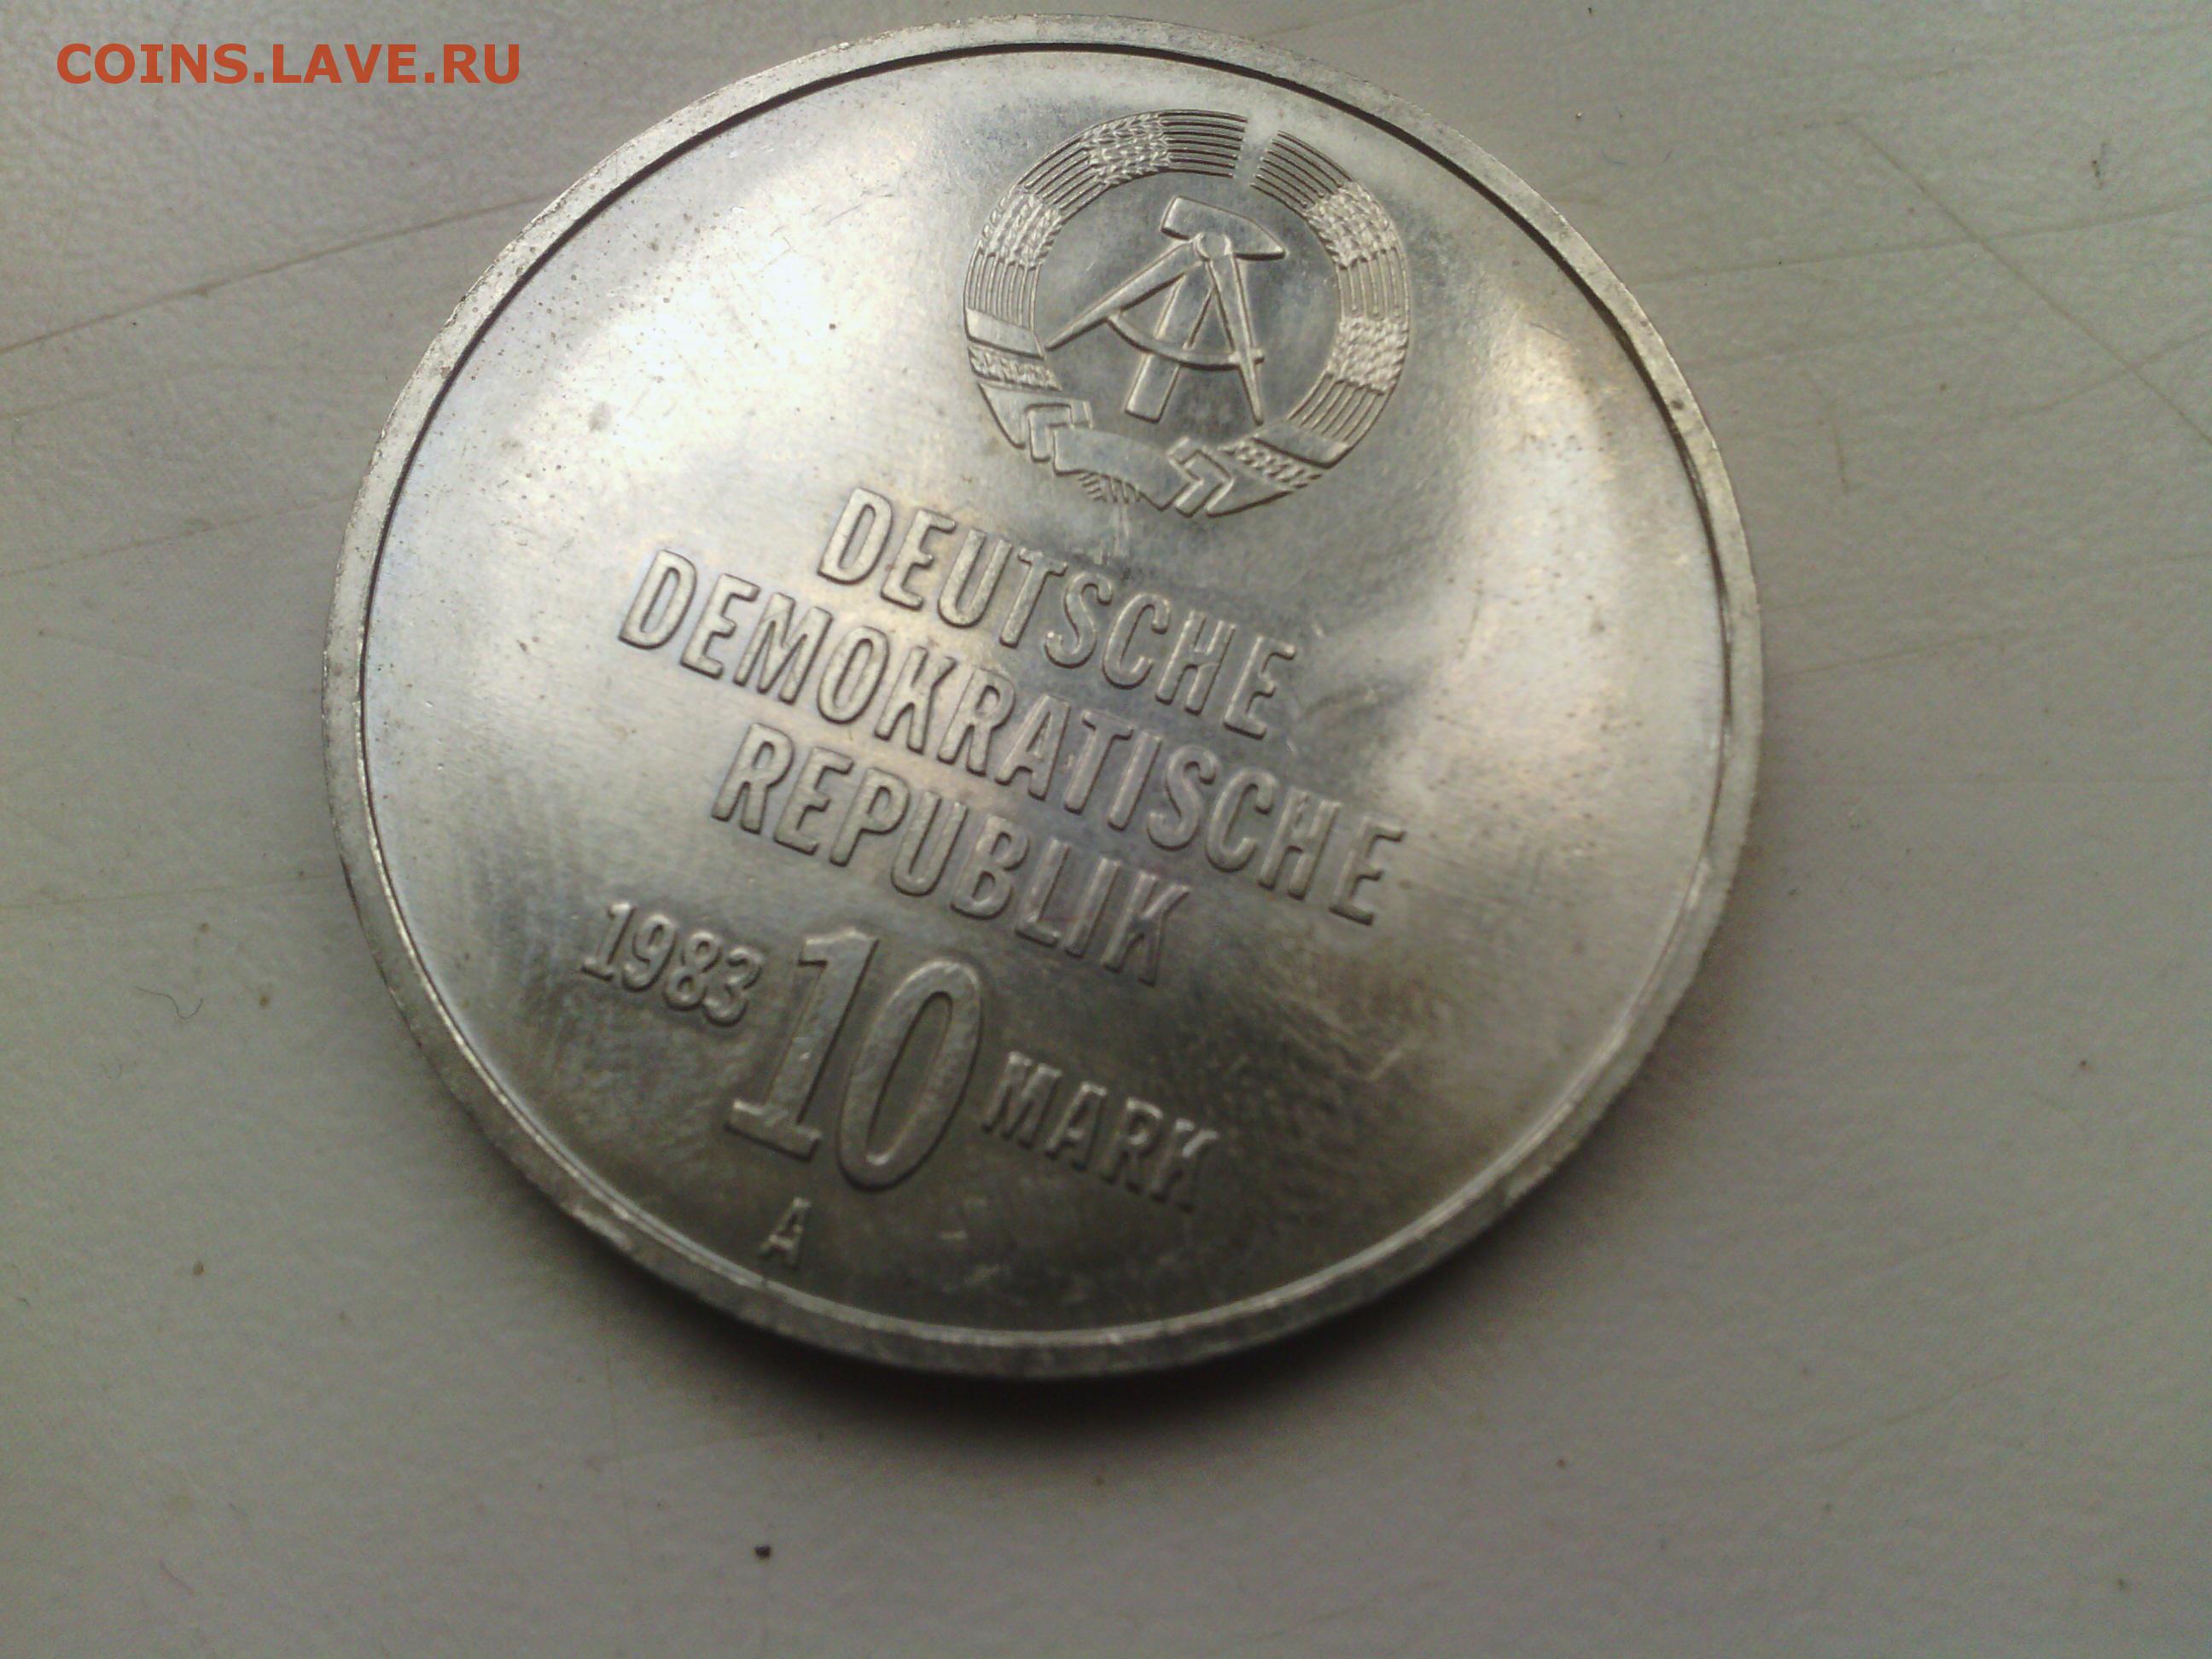 COINS.LAVE.RU
DEUTSCHE
DEMOKRATISCHE
REPUBLIK
1983 10 MARK
A